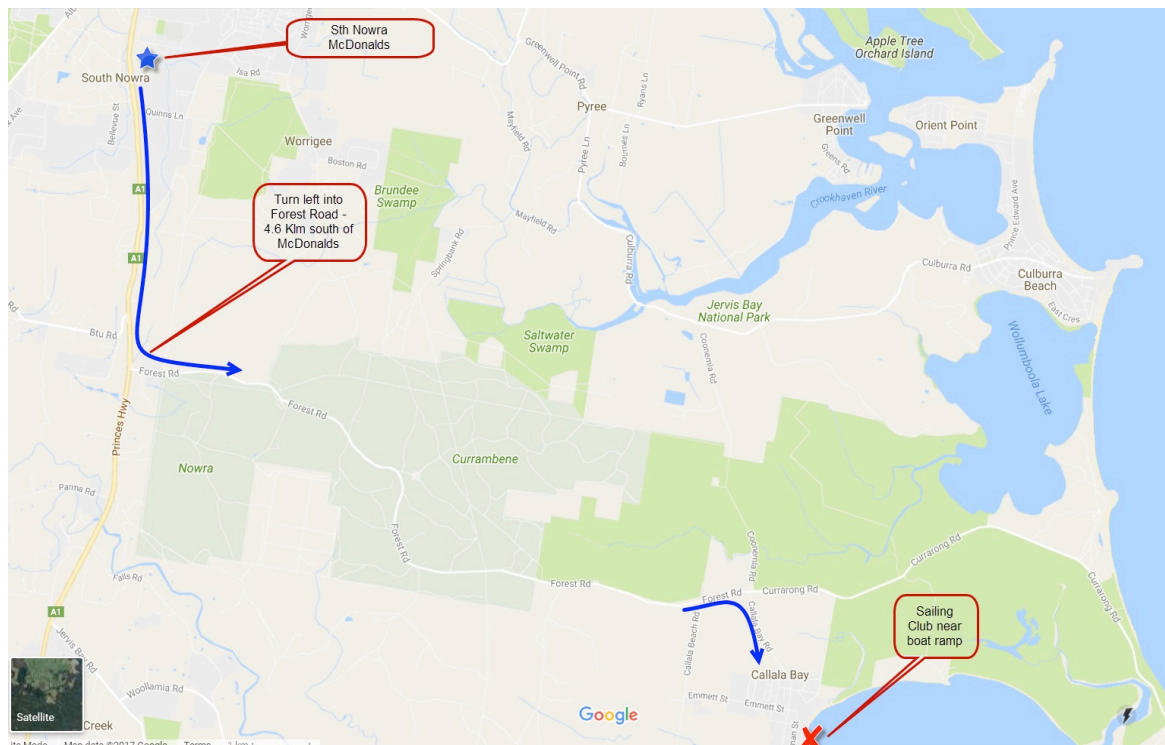 Sth Nowra
McDonalds
Worrigee
Apple Tree
Orchard Island
Greenwell Point Rd
Isa Rd
South Nowra
Ryans Ln
Pyree
Mayfield Rd
Bellevue St
Quinns Ln
Greenwell
Point
Orient Point
Worrigee
Bournes Ln
Pyree Ln
Boston Rd
Greens Rd
A1
Brundee
Swamp
Crookhaven River
Turn left into
Forest Road -
4.6 Klm south of
McDonalds
Prince Edward Ave
Mayfield Rd
Springbank Rd
Culburra Rd
A1
Culburra Rd
Culburra
Beach
Jervis Bay
National Park
East Cres
Btu Rd
Saltwater
Swamp
Coonemia Rd
Wollumboola Lake
Forest Rd
Forest Rd
Princes Hwy
Nowra
Currambene
Parma Rd
Forest Rd
Coonemia Rd
Currarong Rd
Falls Rd
Forest Rd
Forest Rd
Currarong Rd
Currarong Rd
A1
Callala Beach Rd
Callala Bay Rd
Sailing
Club near
boat ramp
Jervis Bay Rd
Callala Bay
Woollamia Rd
Emmett St
Emmett St
Satellite
Google
Creek
Map data ©2017 Google
Terms
1 km